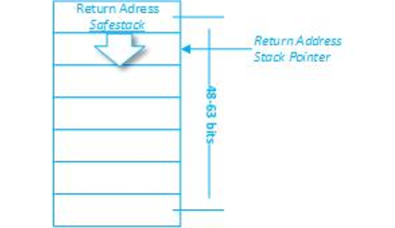 Return Adress
Safestack
Return Address
Stack Pointer
48-63 bits